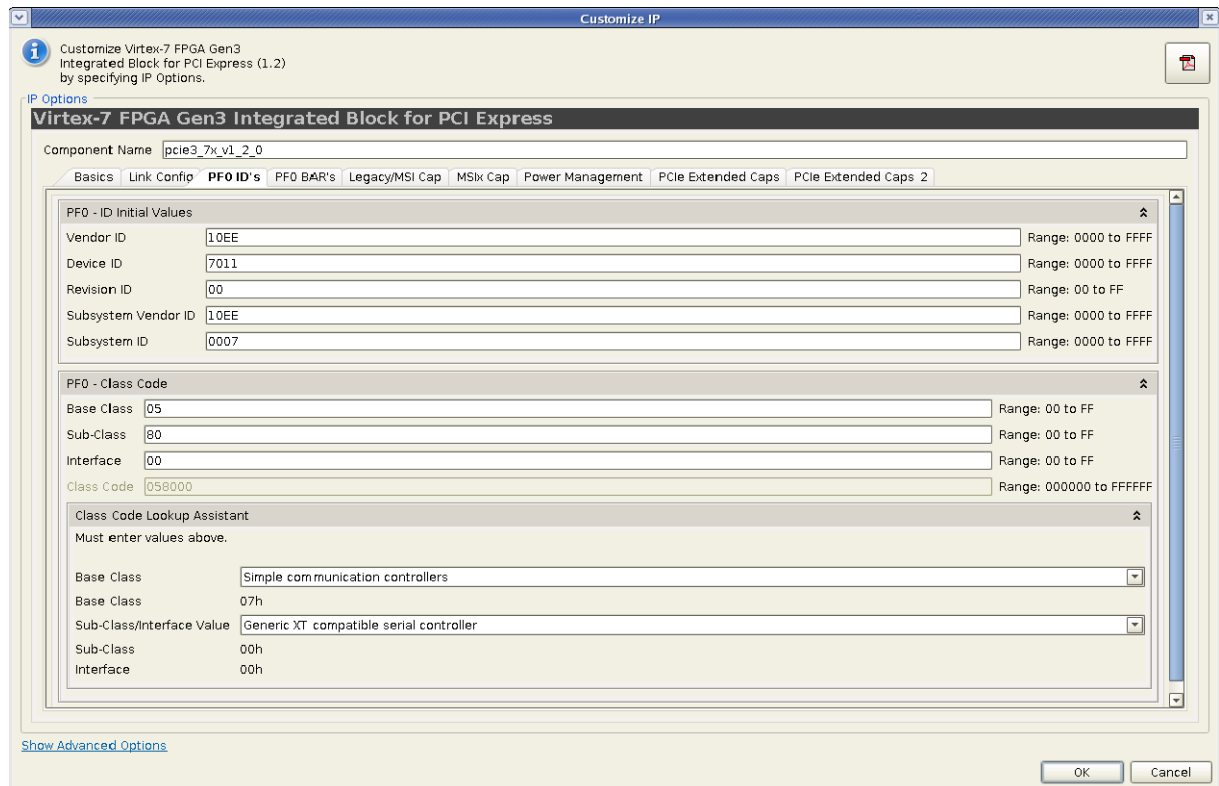 Customize IP
Customize Virtex-7 FPGA Gen3
Integrated Block for PCI Express (1.2)
by specifying IP Options.
IP Options
Virtex-7 FPGA Gen3 Integrated Block for PCI Express
Component Name pcie3_7x_v1_2_0
Basics Link Config PF0 ID's PF0 BAR's Legacy/MSI Cap MSIx Cap Power Management PCIe Extended Caps PCIe Extended Caps 2
PF0 - ID Initial Values
Vendor ID 10EE Range: 0000 to FFFF
Device ID 7011 Range: 0000 to FFFF
Revision ID 00 Range: 00 to FF
Subsystem Vendor ID 10EE Range: 0000 to FFFF
Subsystem ID 0007 Range: 0000 to FFFF
PF0 - Class Code
Base Class 05 Range: 00 to FF
Sub-Class 80 Range: 00 to FF
Interface 00 Range: 00 to FF
Class Code 058000 Range: 000000 to FFFFFF
Class Code Lookup Assistant
Must enter values above.
Base Class Simple communication controllers
Base Class 07h
Sub-Class/Interface Value Generic XT compatible serial controller
Sub-Class 00h
Interface 00h
Show Advanced Options
OK Cancel